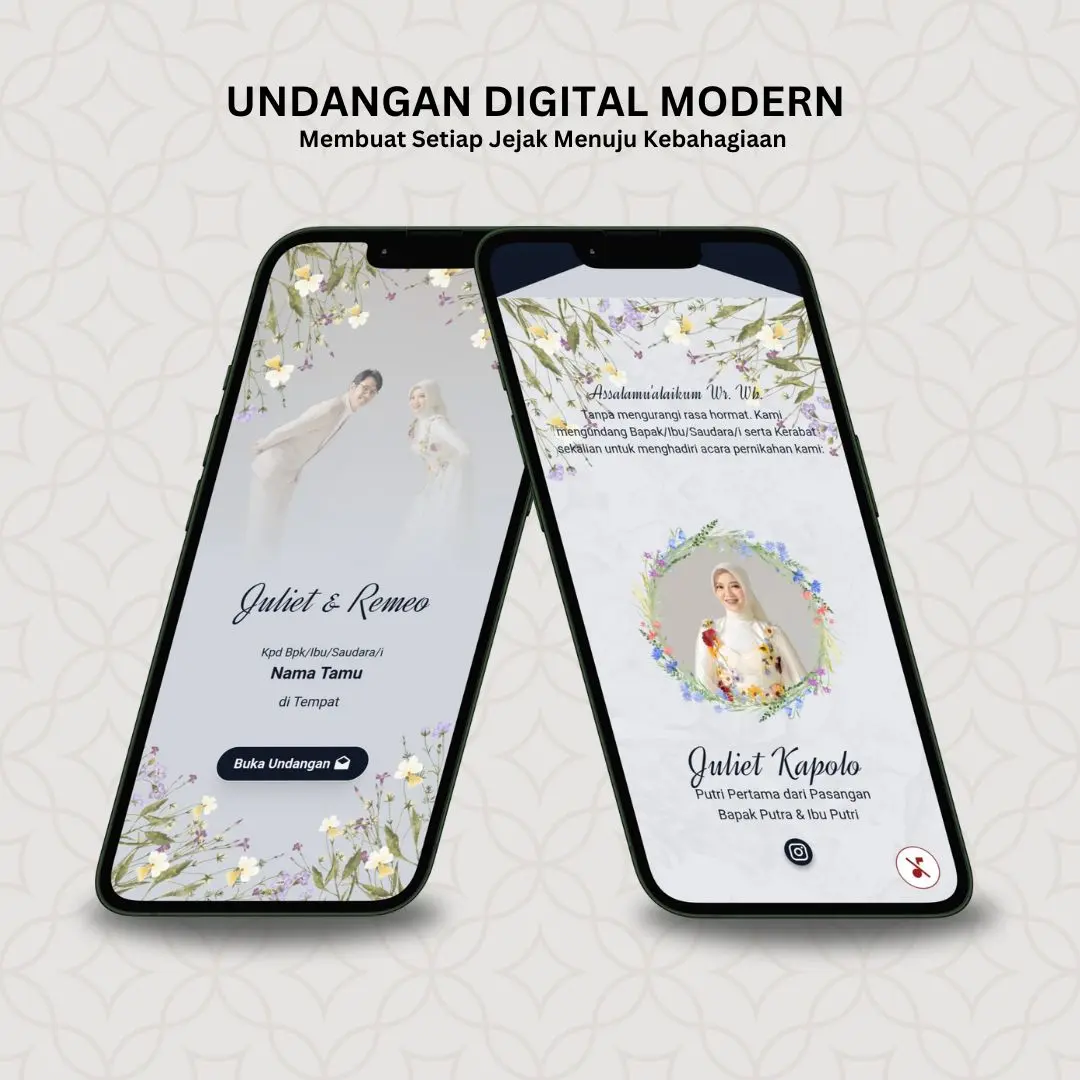 UNDANGAN DIGITAL MODERN
Membuat Setiap Jejak Menuju Kebahagiaan
Juliet & Remeo
Kpd Bpk/Ibu/Saudara/i
Nama Tamu
di Tempat
Buka Undangan
Assalamu'alaikum Wr. Wb.
Tanpa mengurangi rasa hormat. Kami
mengundang Bapak/Ibu/Saudara/i serta Kerabat
sekalian untuk menghadiri acara pernikahan kami:
Juliet Kapolo
Putri Pertama dari Pasangan
Bapak Putra & Ibu Putri